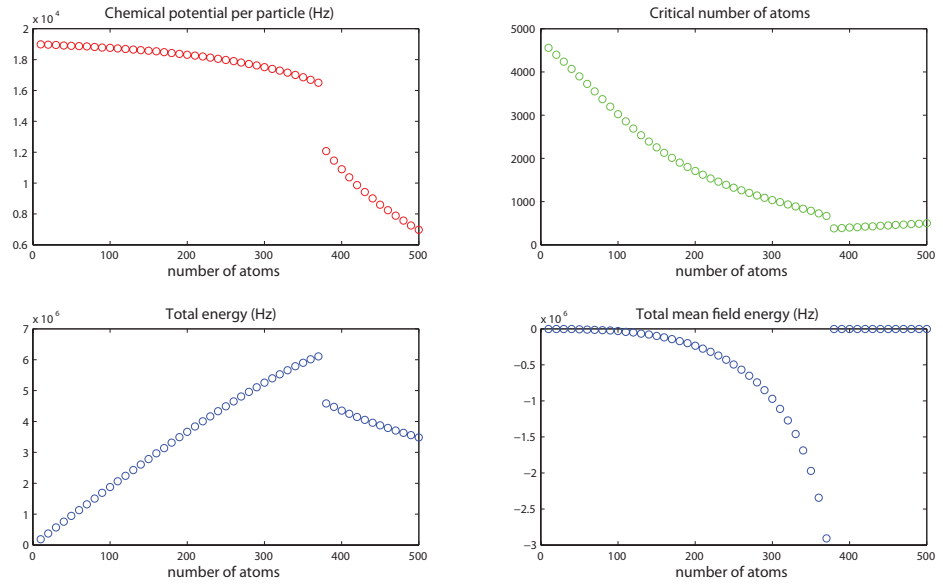 Chemical potential per particle (Hz)
x 10^4
2
1.8
1.6
1.4
1.2
1
0.8
0.6
0 100 200 300 400 500
number of atoms
Critical number of atoms
5000
4000
3000
2000
1000
0
0 100 200 300 400 500
number of atoms
Total energy (Hz)
x 10^6
7
6
5
4
3
2
1
0
0 100 200 300 400 500
number of atoms
Total mean field energy (Hz)
x 10^6
0
−0.5
−1
−1.5
−2
−2.5
−3
0 100 200 300 400 500
number of atoms